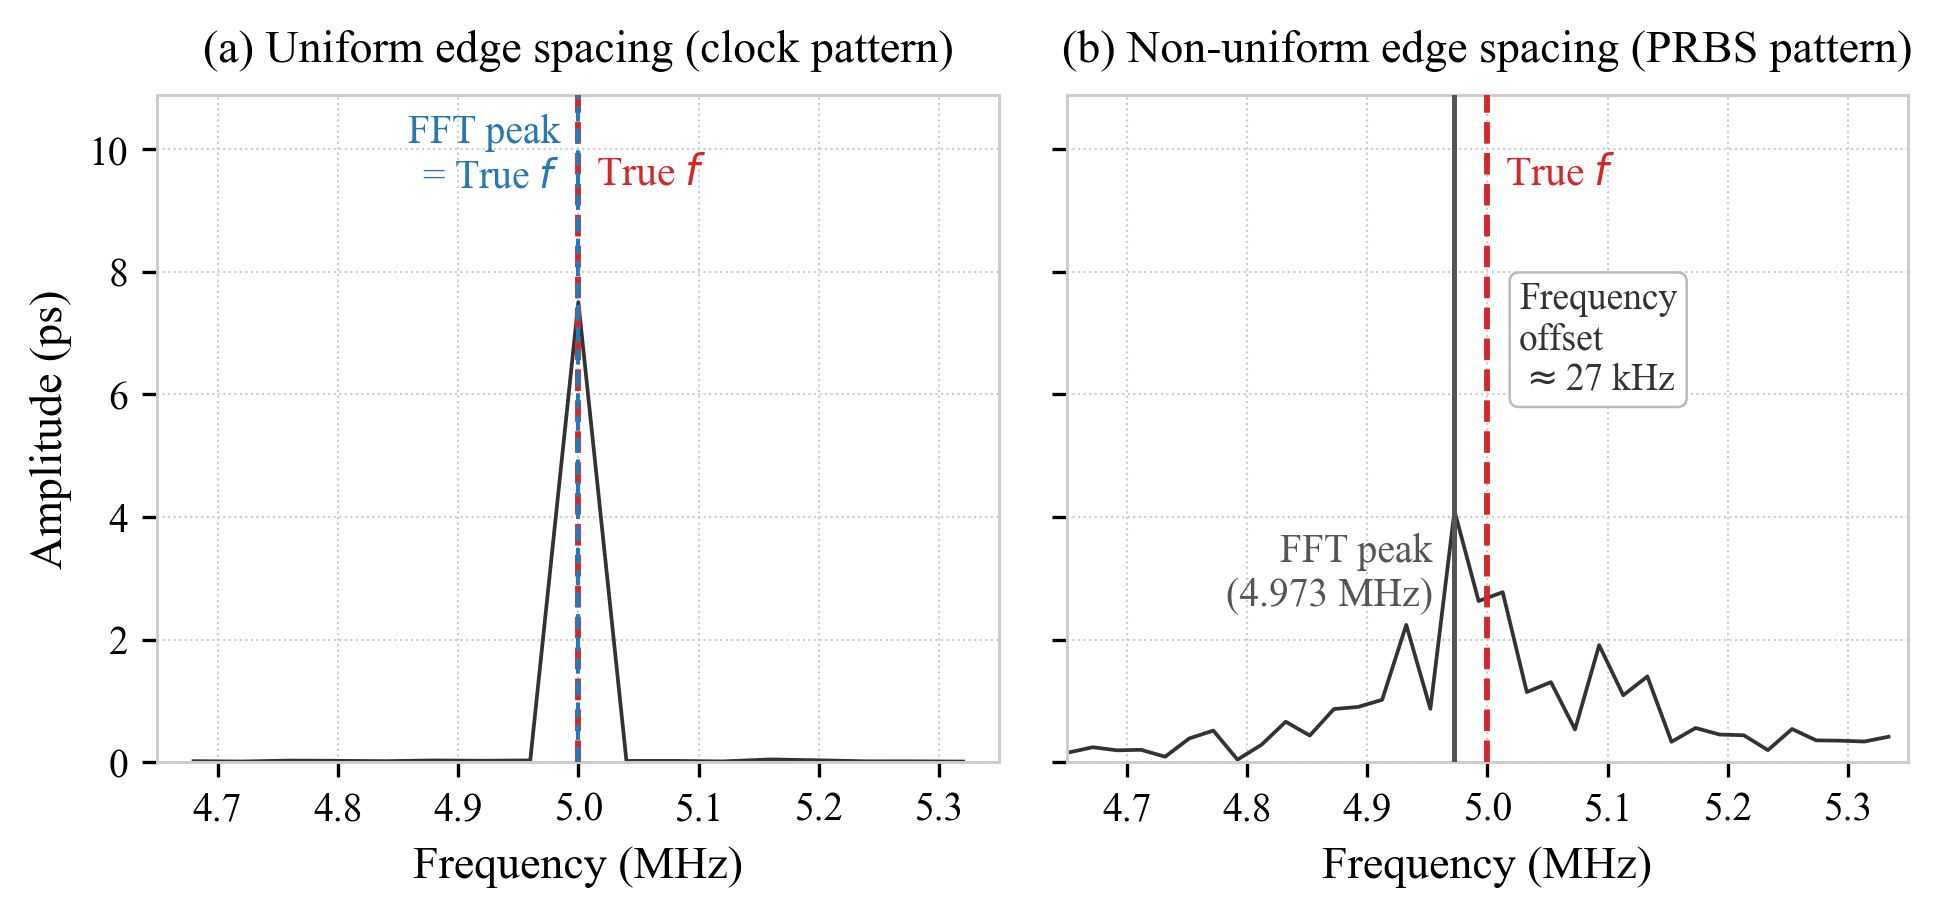 (a) Uniform edge spacing (clock pattern)
Amplitude (ps)
10
8
6
4
2
0
FFT peak
= True f
True f
4.7 4.8 4.9 5.0 5.1 5.2 5.3
Frequency (MHz)
(b) Non-uniform edge spacing (PRBS pattern)
True f
Frequency
offset
≈ 27 kHz
FFT peak
(4.973 MHz)
4.7 4.8 4.9 5.0 5.1 5.2 5.3
Frequency (MHz)